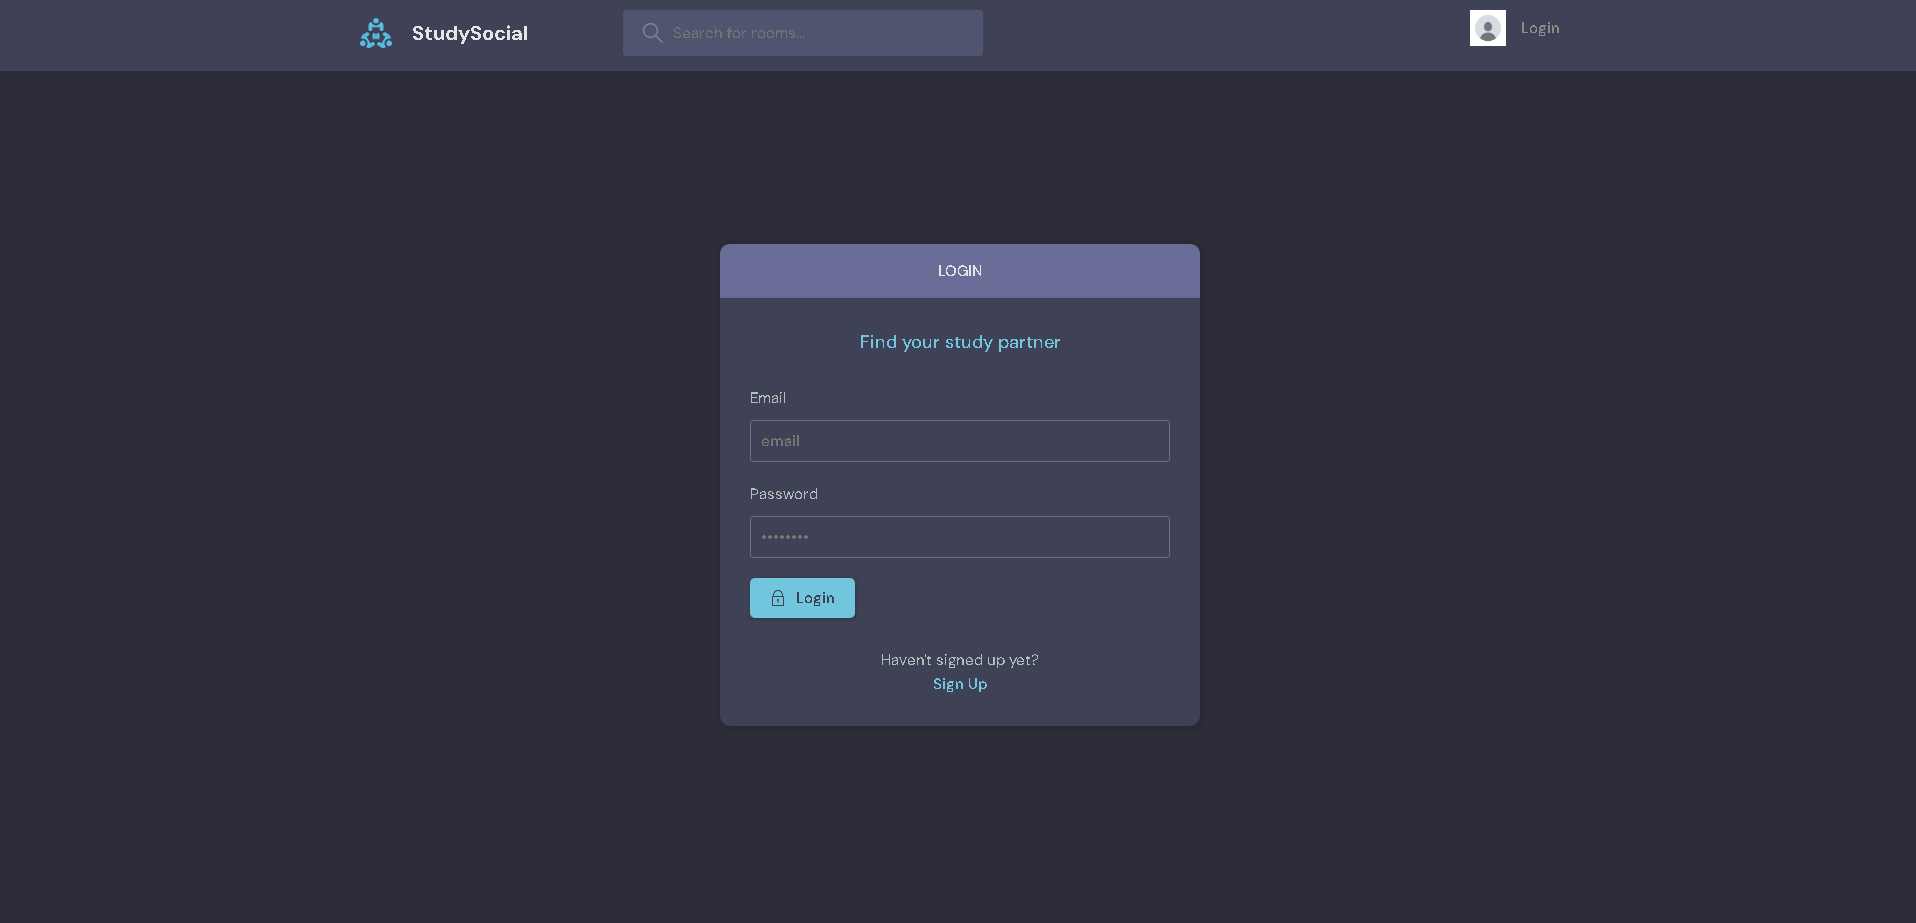 StudySocial
Search for rooms...
Login
LOGIN
Find your study partner
Email
email
Password
••••••••
Login
Haven't signed up yet?
Sign Up